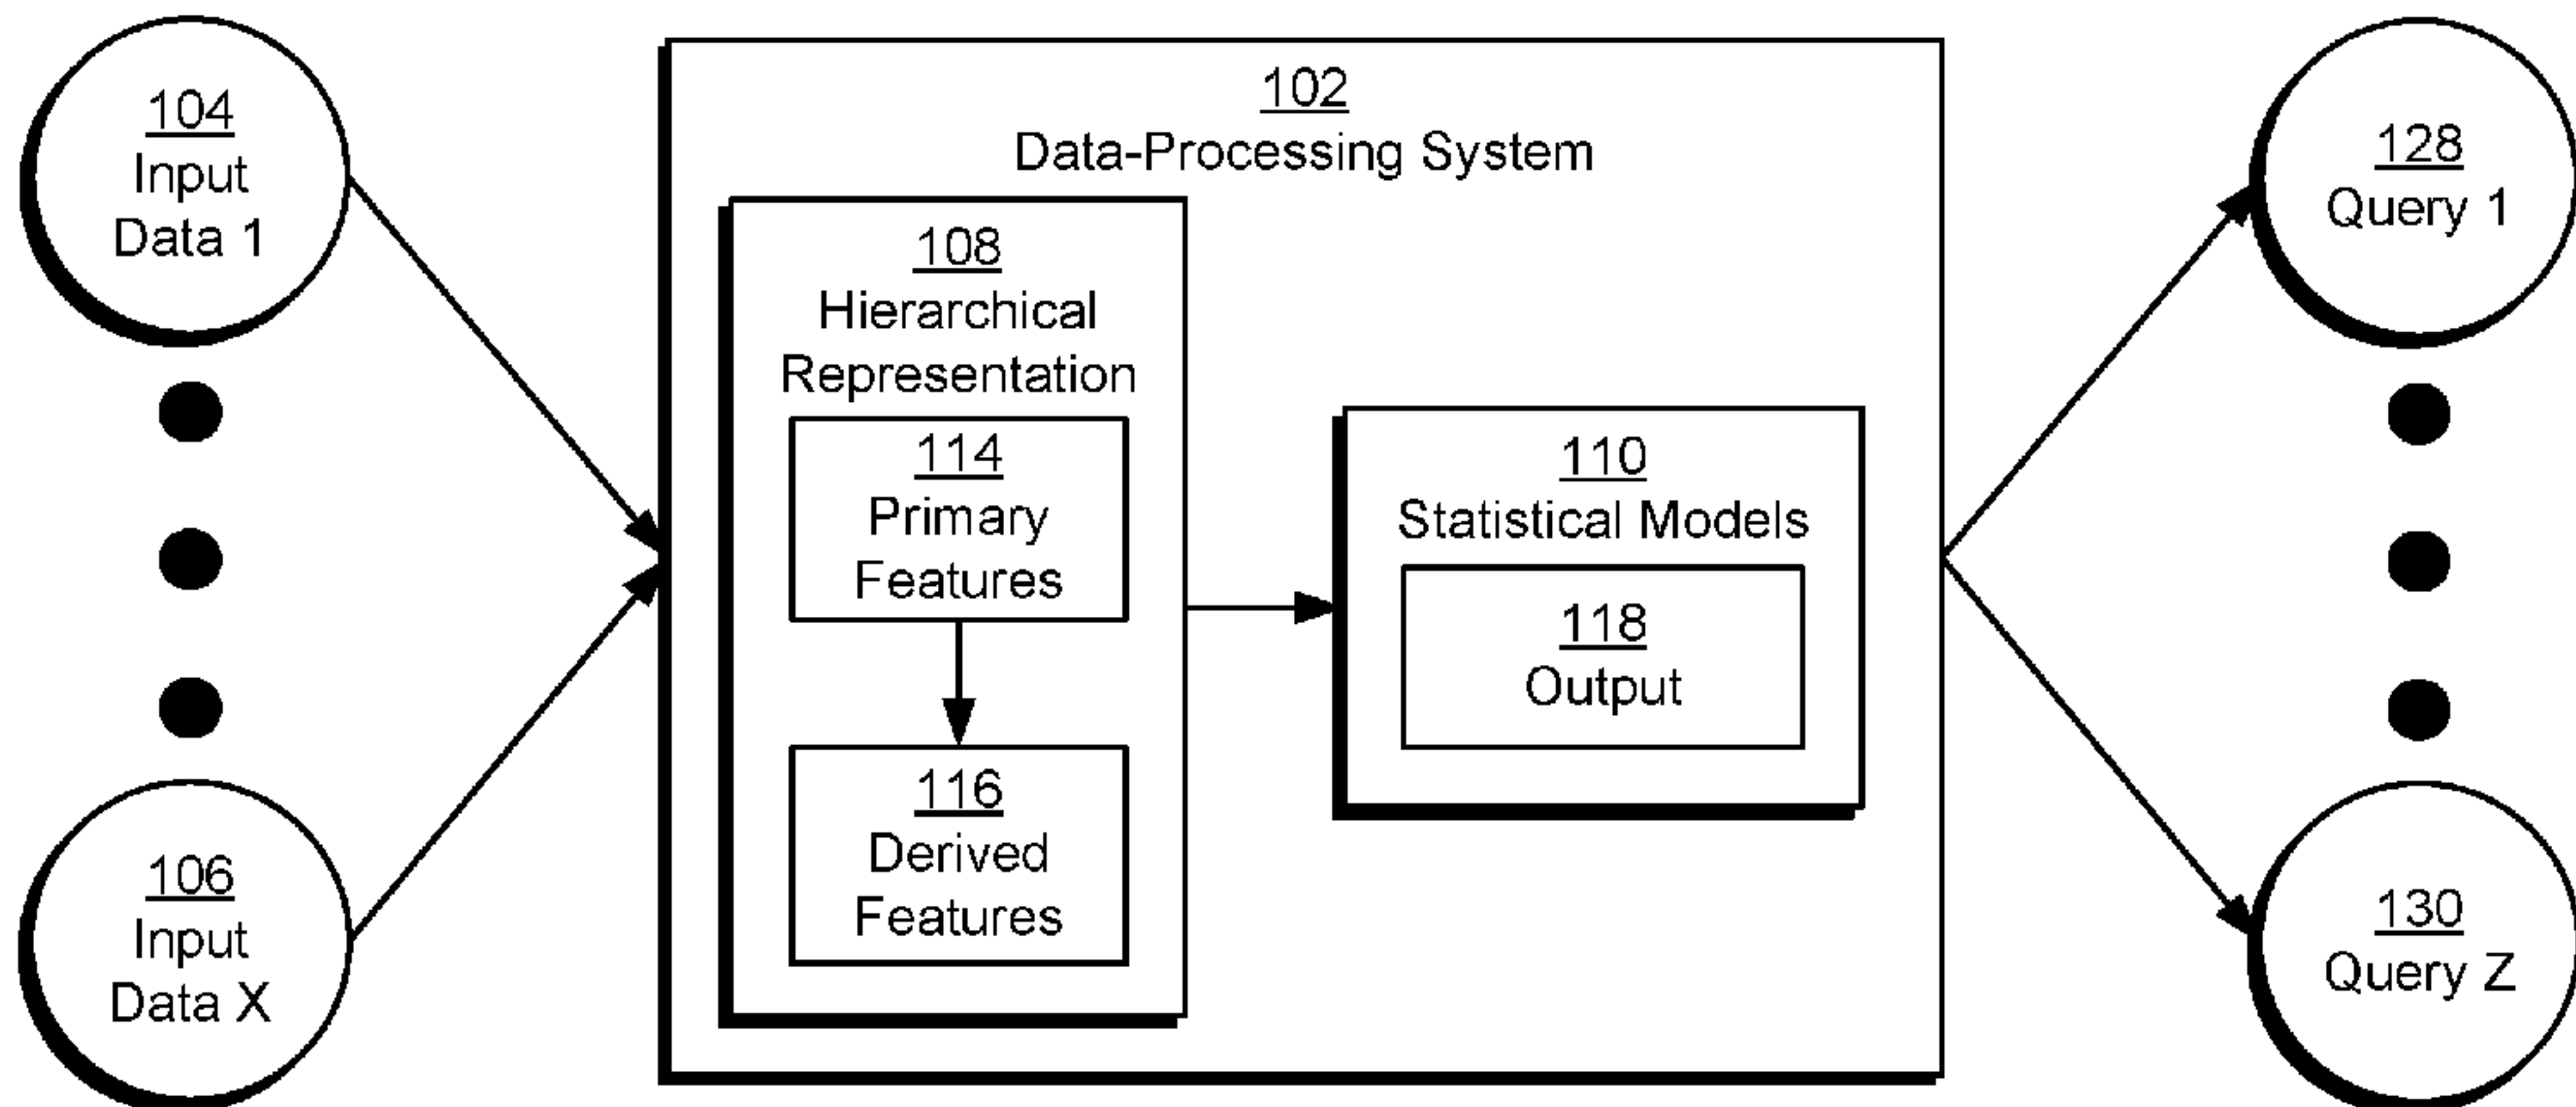 104
Input
Data 1
106
Input
Data X
102
Data-Processing System
108
Hierarchical
Representation
114
Primary
Features
116
Derived
Features
110
Statistical Models
118
Output
128
Query 1
130
Query Z